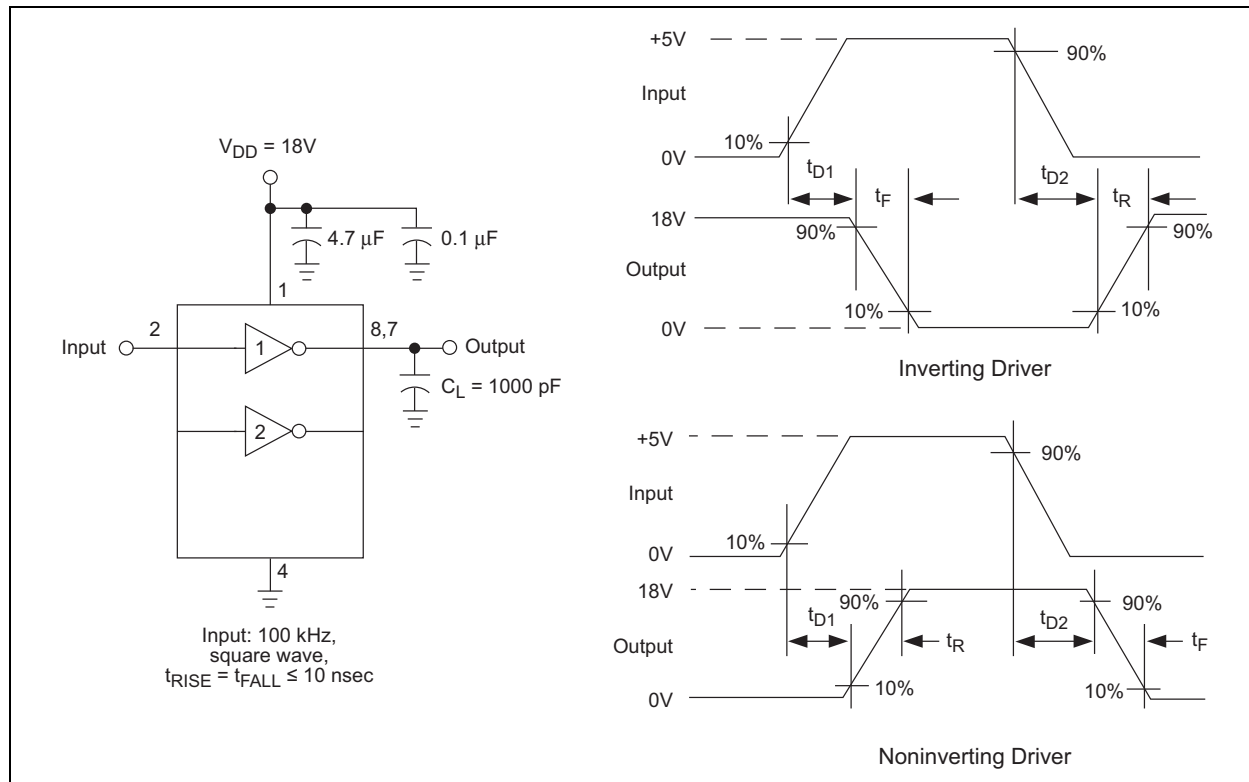 V_DD = 18V
4.7 μF
0.1 μF
1
2
8,7
Input
1
Output
C_L = 1000 pF
2
4
Input: 100 kHz,
square wave,
t_RISE = t_FALL ≤ 10 nsec
+5V
90%
Input
10%
0V
t_D1
t_F
t_D2
t_R
18V
90%
90%
Output
10%
10%
0V
Inverting Driver
+5V
90%
Input
10%
0V
18V
90%
90%
t_D1
t_R
t_D2
t_F
Output
10%
10%
0V
Noninverting Driver